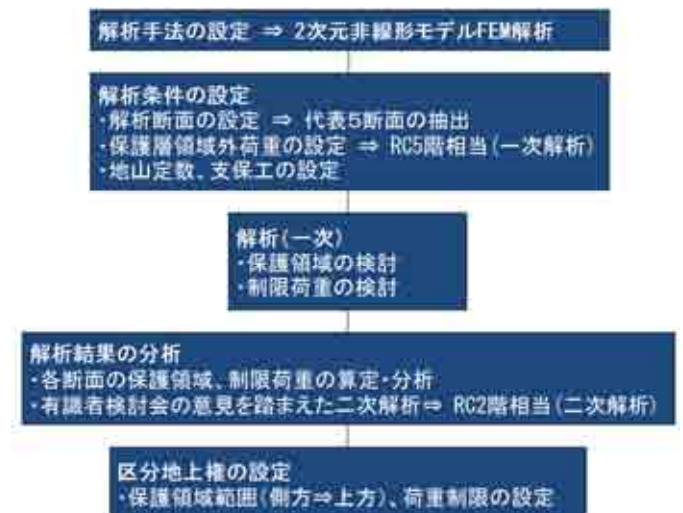 解析手法の設定 ⇒ 2次元非線形モデルFEM解析
解析条件の設定
・解析断面の設定 ⇒ 代表5断面の抽出
・保護層領域外荷重の設定 ⇒ RC5階相当(一次解析)
・地山定数、支保工の設定
解析(一次)
・保護領域の検討
・制限荷重の検討
解析結果の分析
・各断面の保護領域、制限荷重の算定・分析
・有識者検討会の意見を踏まえた二次解析⇒ RC2階相当(二次解析)
区分地上権の設定
・保護領域範囲(側方⇒上方)、荷重制限の設定